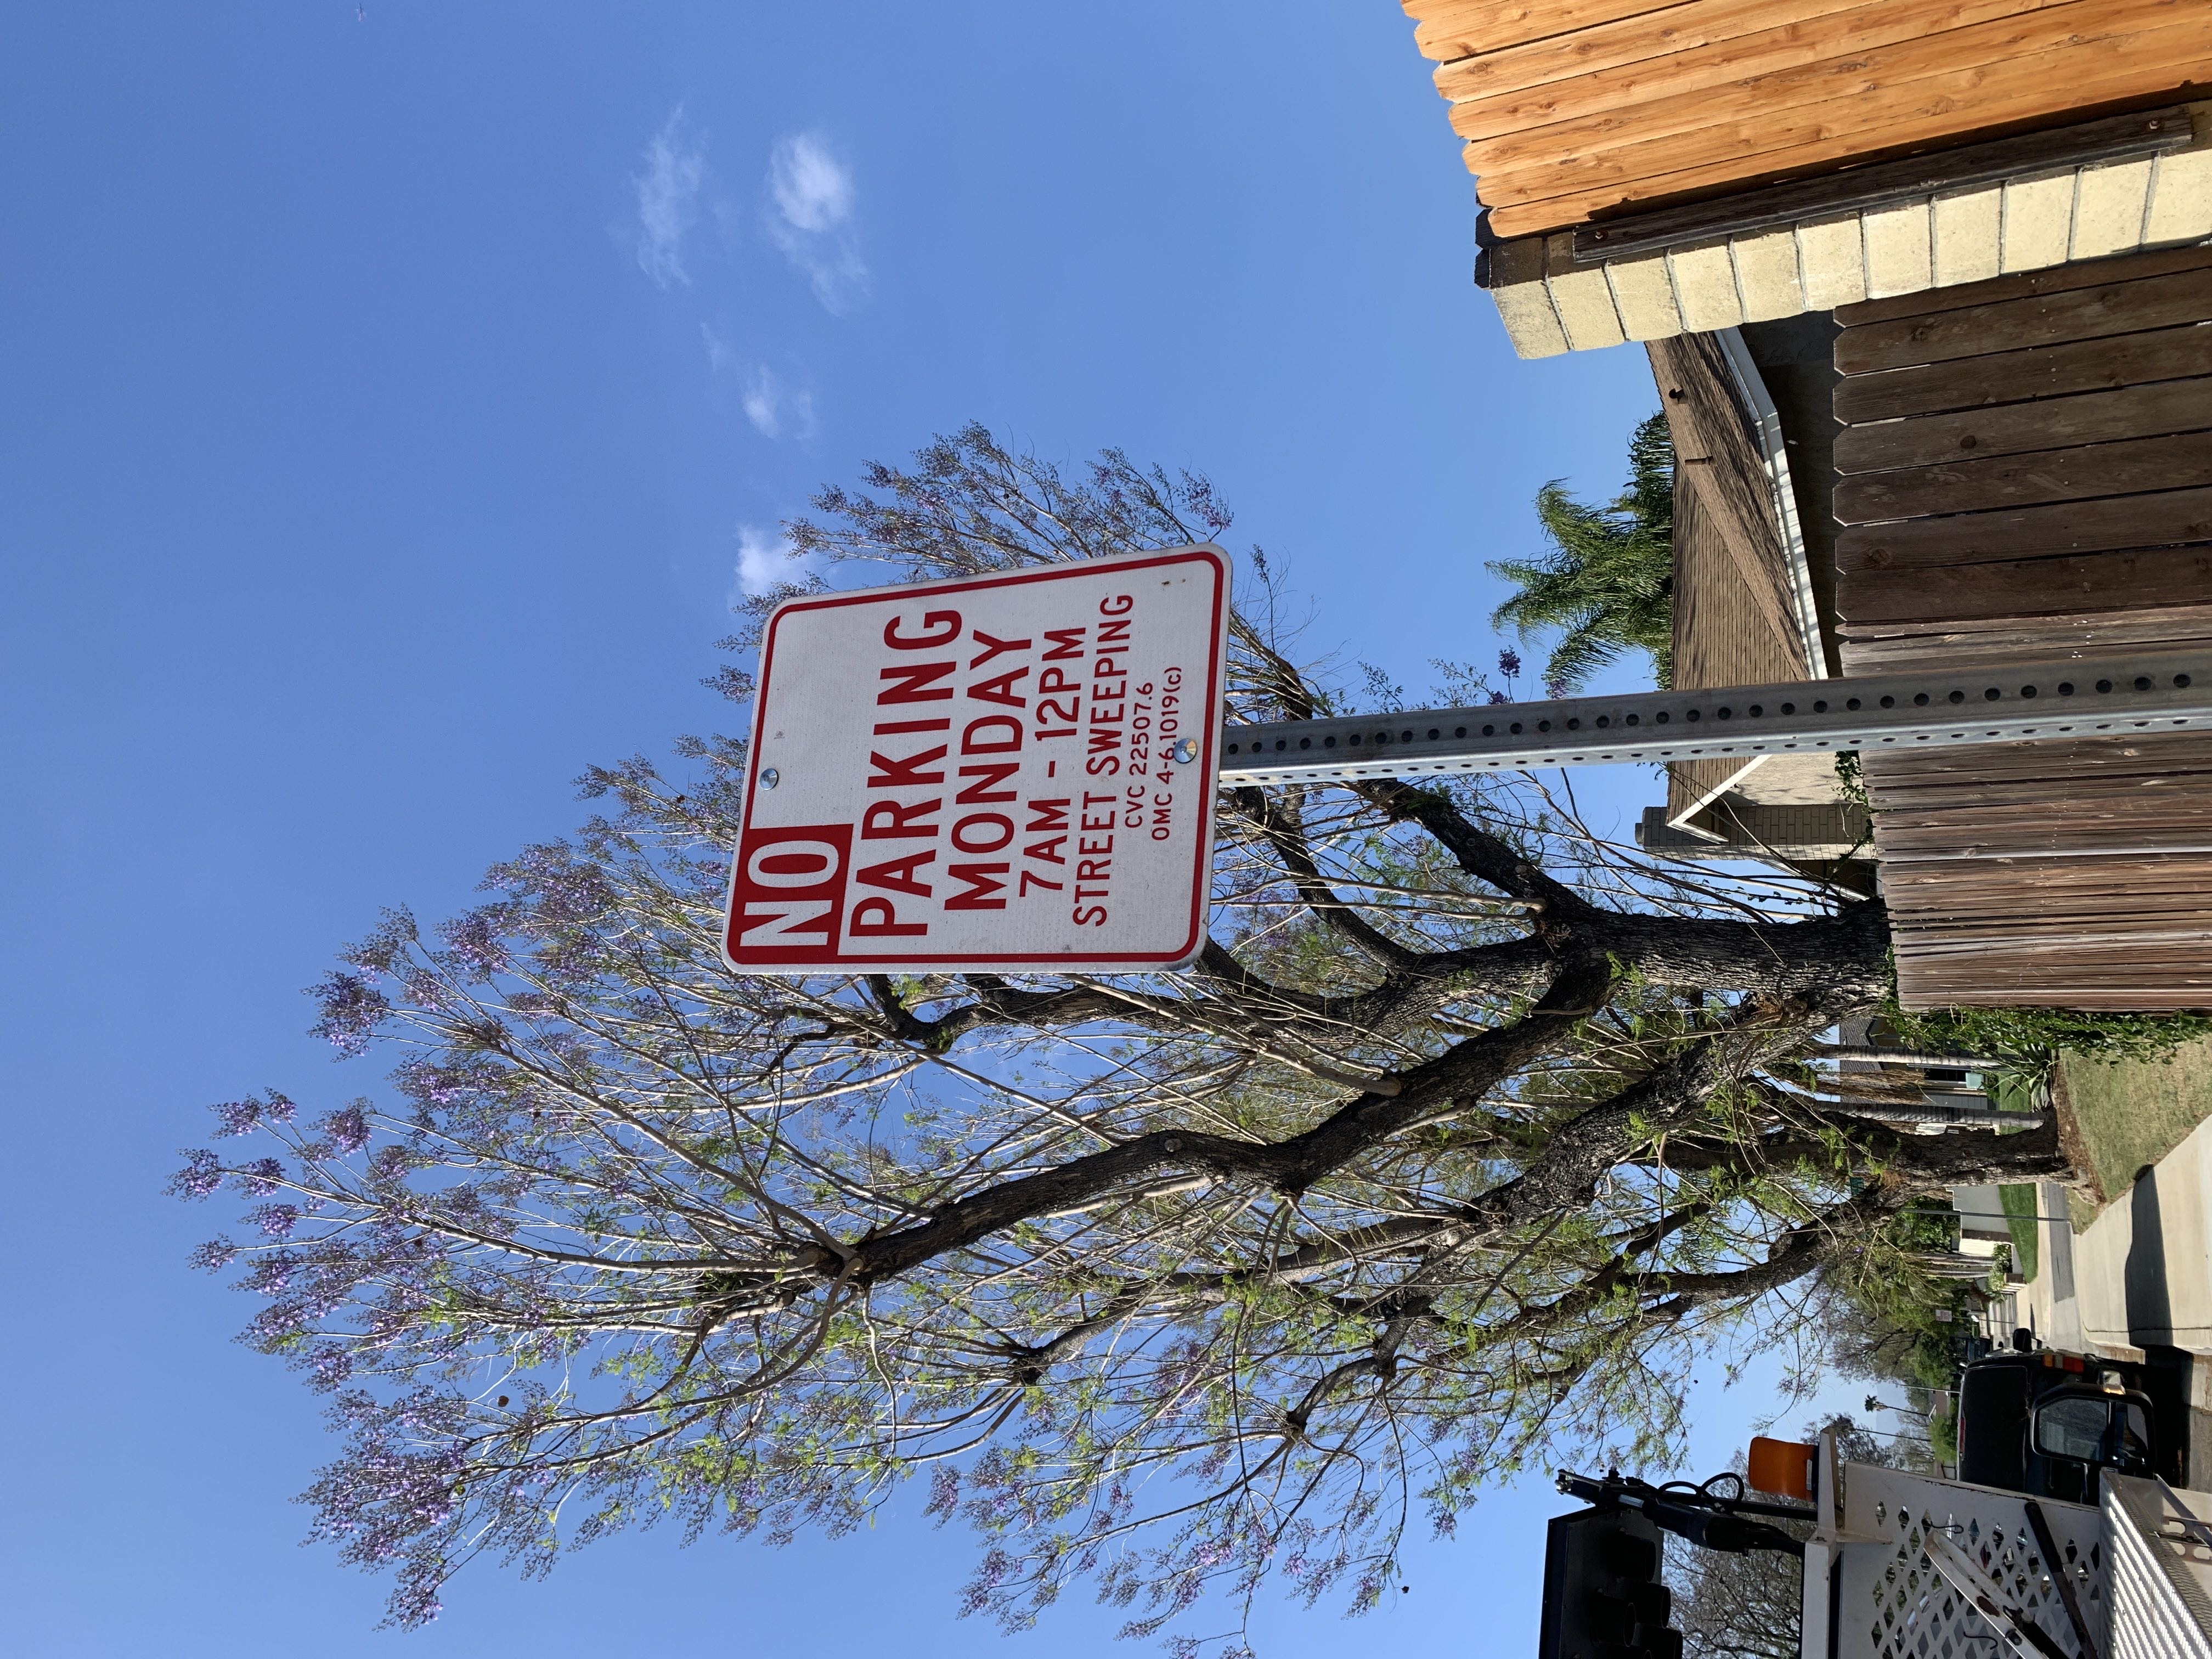 NO
PARKING
MONDAY
7AM - 12PM
STREET SWEEPING
CVC 22507.6
OMC 4-6.1019(c)